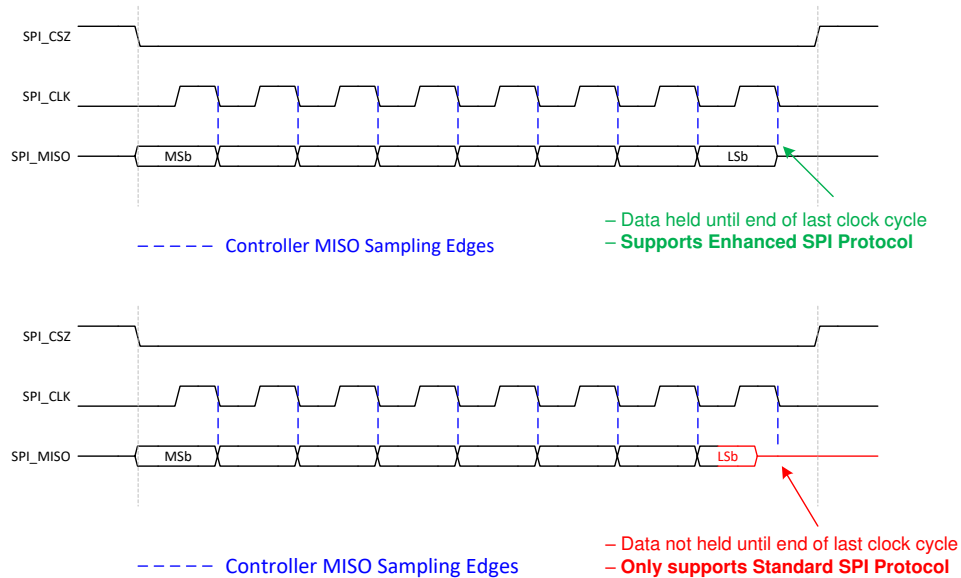 SPI_CSZ
SPI_CLK
SPI_MISO
MSb
LSb
– Data held until end of last clock cycle
– Supports Enhanced SPI Protocol
Controller MISO Sampling Edges
SPI_CSZ
SPI_CLK
SPI_MISO
MSb
LSb
– Data not held until end of last clock cycle
– Only supports Standard SPI Protocol
Controller MISO Sampling Edges